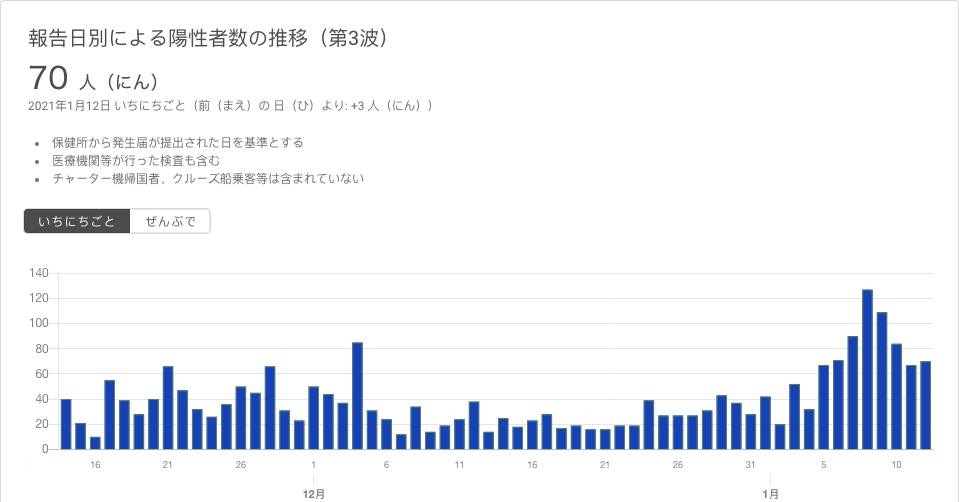 報告日別による陽性者数の推移（第3波）
70 人（にん）
2021年1月12日 いちにちごと（前（まえ）の 日（ひ）より: +3 人（にん））
保健所から発生届が提出された日を基準とする
医療機関等が行った検査も含む
チャーター機帰国者、クルーズ船乗客等は含まれていない
いちにちごと ぜんぶで
140
120
100
80
60
40
20
0
16 21 26 1 6 11 16 21 26 31 5 10
12月 1月